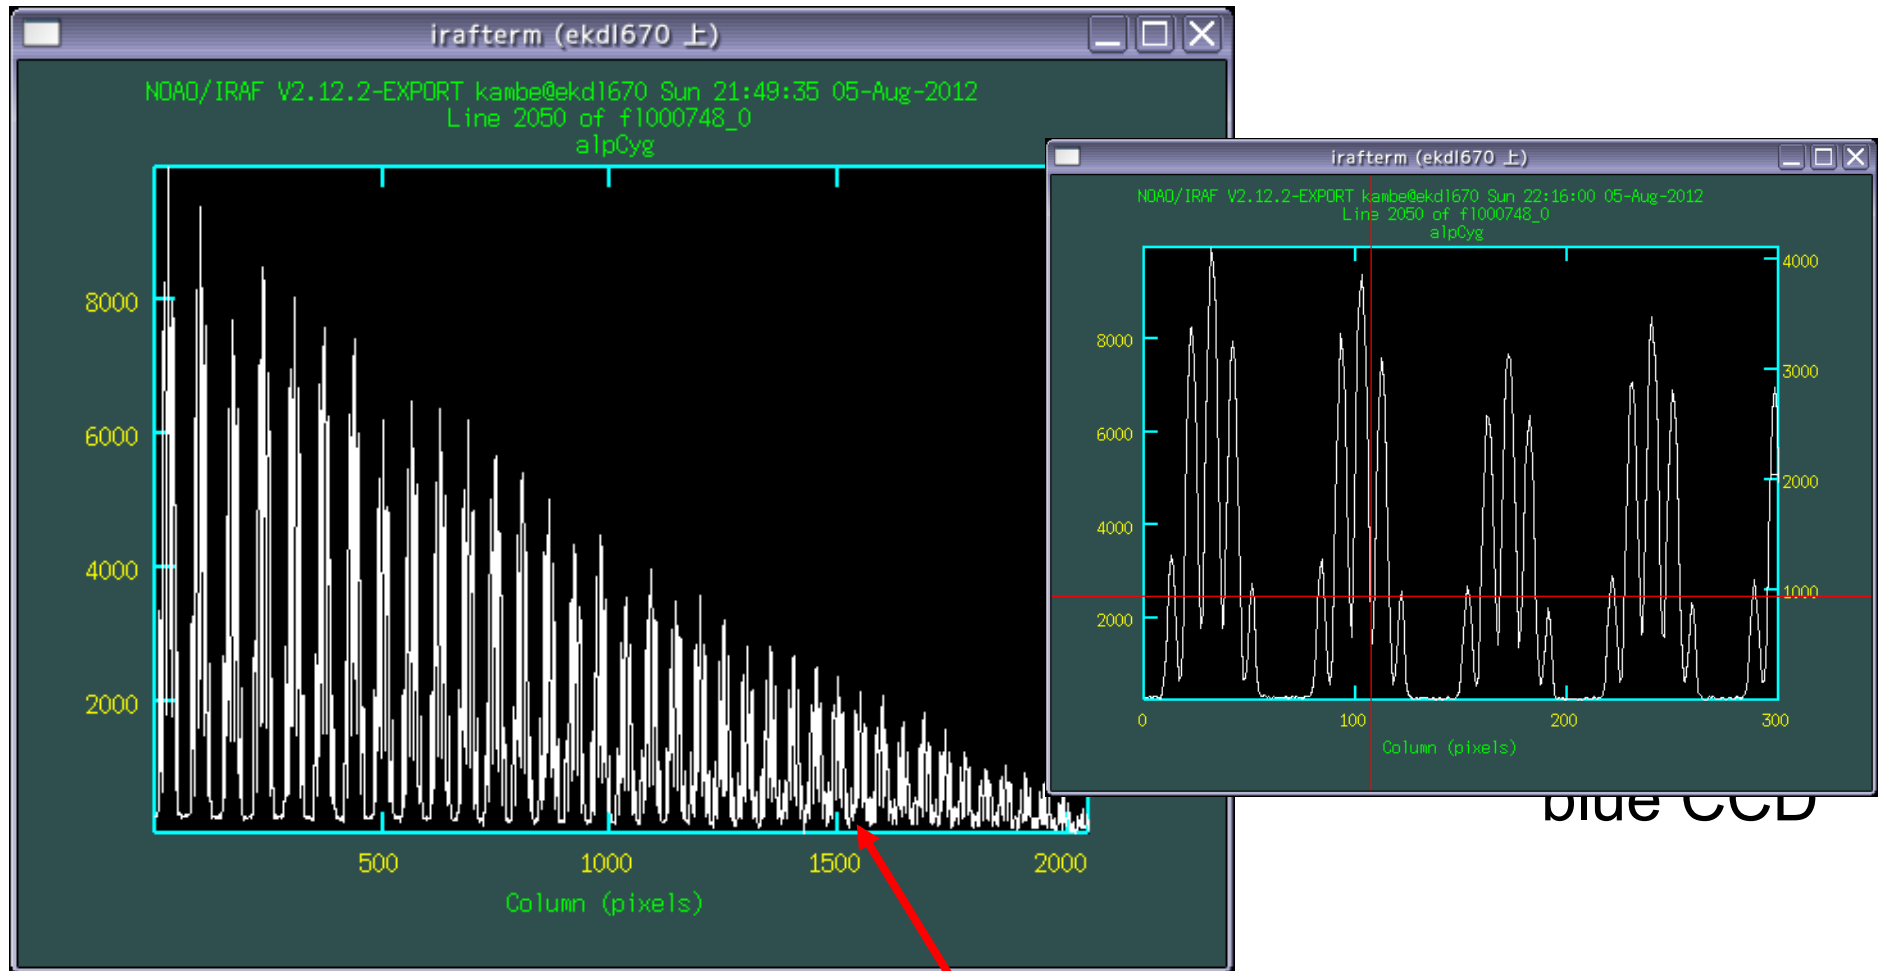 irafterm (ekdl670 上)
NOAO/IRAF V2.12.2-EXPORT kambe@ekdl670 Sun 21:49:35 05-Aug-2012
Line 2050 of f1000748_0
alpCyg
8000
6000
4000
2000
500 1000 1500 2000
Column (pixels)
irafterm (ekdl670 上)
NOAO/IRAF V2.12.2-EXPORT kambe@ekdl670 Sun 22:16:00 05-Aug-2012
Line 2050 of f1000748_0
alpCyg
4000
8000
3000
6000
2000
4000
1000
2000
0 100 200 300
Column (pixels)
blue CCD